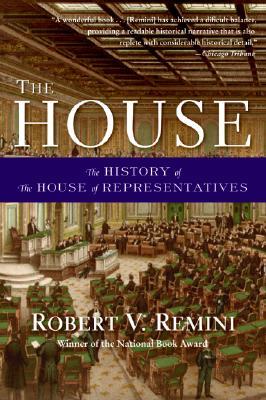 "A wonderful book . . . [Remini] has achieved a difficult balance,
providing a readable historical narrative that is also
replete with considerable historical detail."
—Chicago Tribune
The
HOUSE
The HISTORY of
The HOUSE of REPRESENTATIVES
ROBERT V. REMINI
Winner of the National Book Award